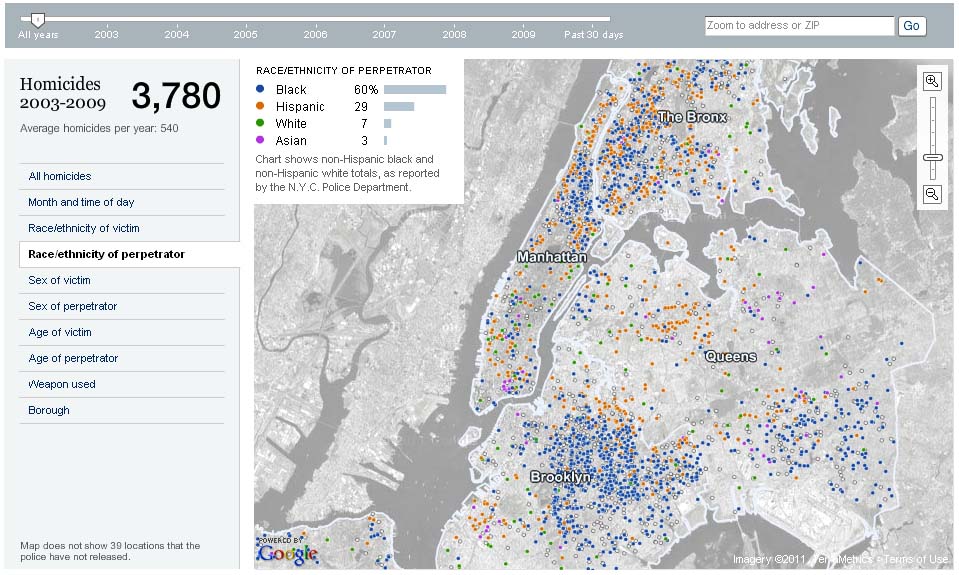 All years 2003 2004 2005 2006 2007 2008 2009 Past 30 days
Zoom to address or ZIP Go
Homicides
2003-2009
3,780
Average homicides per year: 540
All homicides
Month and time of day
Race/ethnicity of victim
Race/ethnicity of perpetrator
Sex of victim
Sex of perpetrator
Age of victim
Age of perpetrator
Weapon used
Borough
Map does not show 39 locations that the
police have not released.
RACE/ETHNICITY OF PERPETRATOR
Black 60%
Hispanic 29
White 7
Asian 3
Chart shows non-Hispanic black and
non-Hispanic white totals, as reported
by the N.Y.C. Police Department.
The Bronx
Manhattan
Queens
Brooklyn
POWERED BY
Google
Imagery ©2011 TerraMetrics - Terms of Use